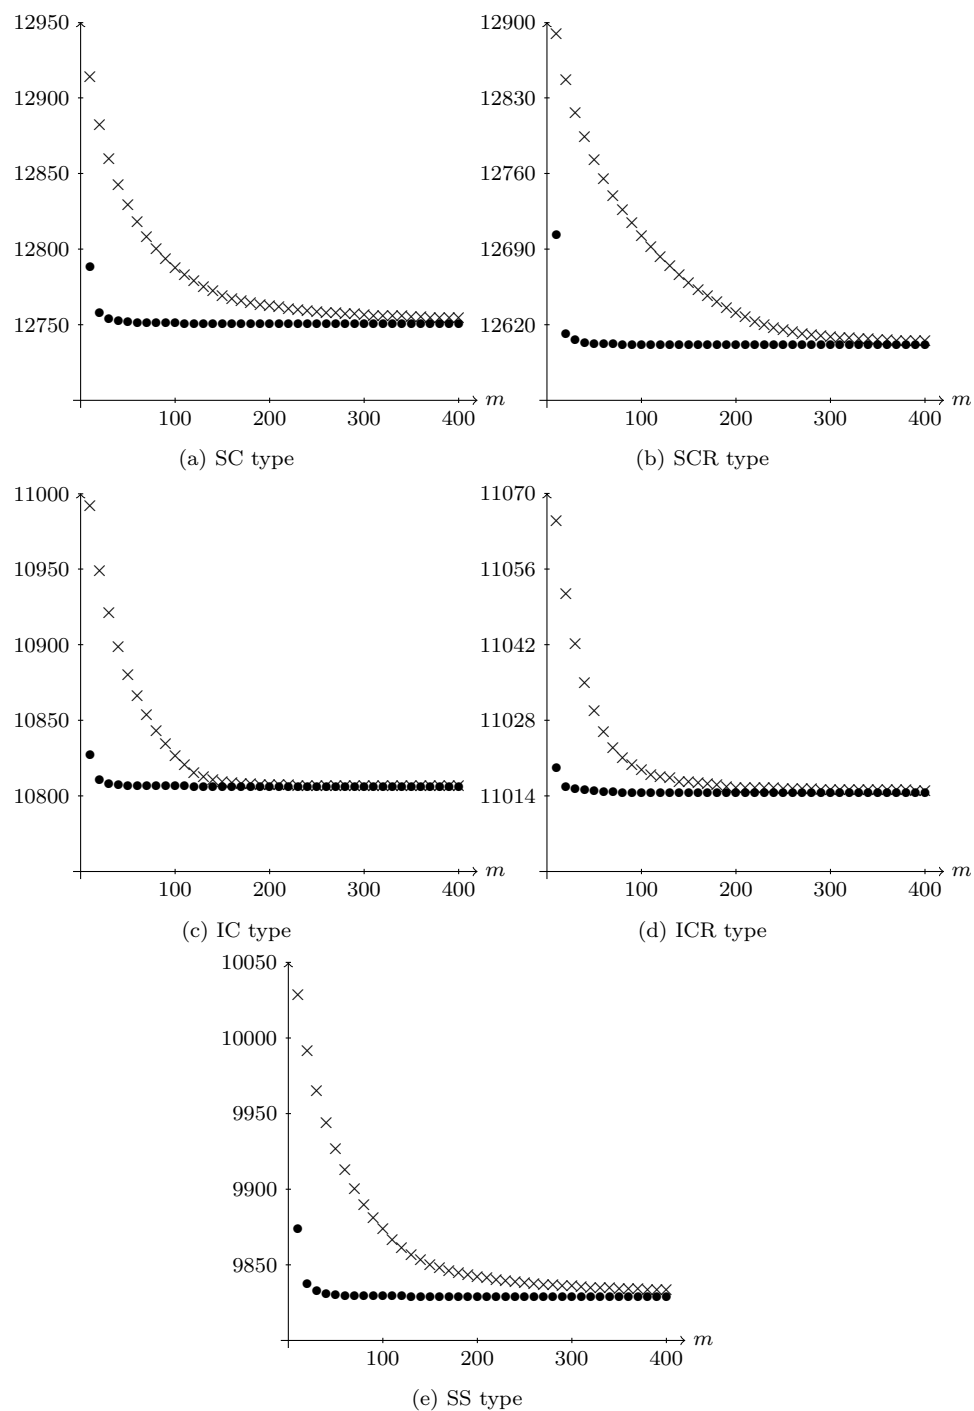 12950
12900
12850
12800
12750
100 200 300 400 m
(a) SC type
12900
12830
12760
12690
12620
100 200 300 400 m
(b) SCR type
11000
10950
10900
10850
10800
100 200 300 400 m
(c) IC type
11070
11056
11042
11028
11014
100 200 300 400 m
(d) ICR type
10050
10000
9950
9900
9850
100 200 300 400 m
(e) SS type